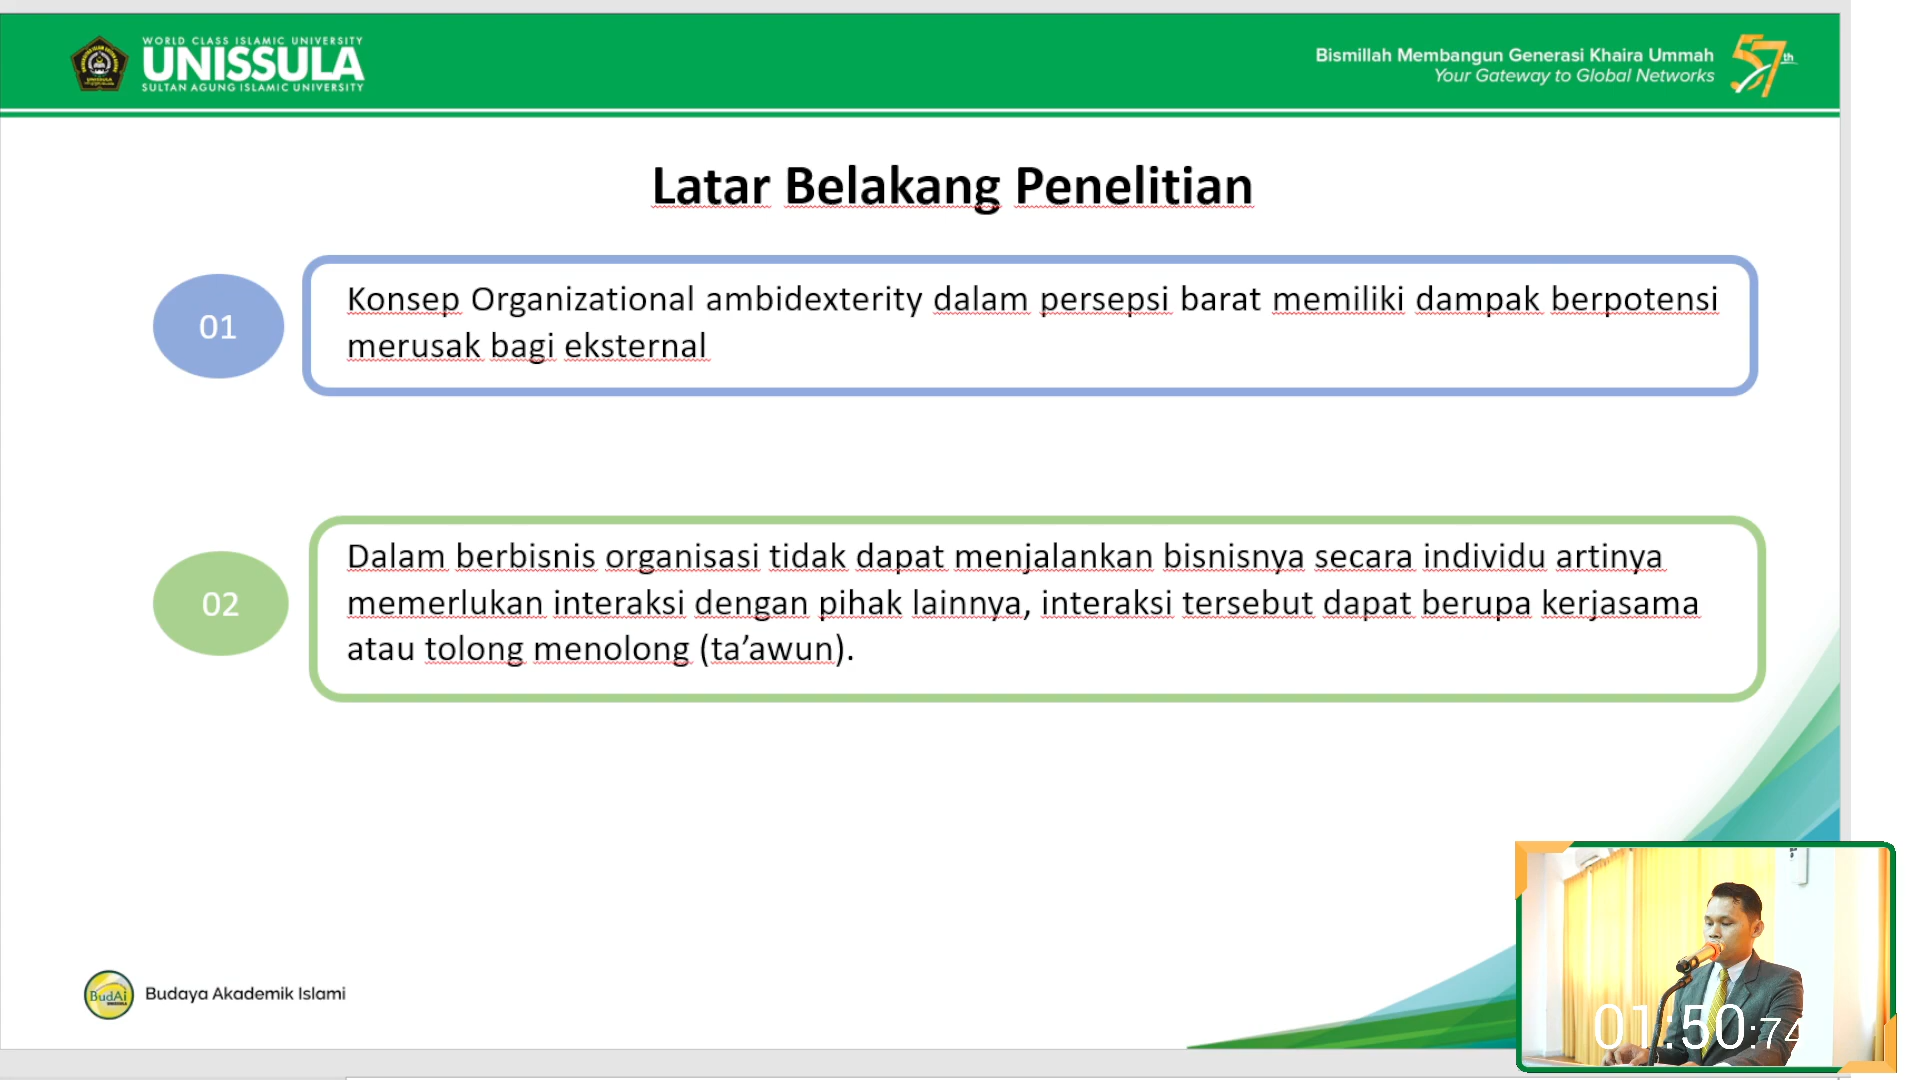 WORLD CLASS ISLAMIC UNIVERSITY
UNISSULA
SULTAN AGUNG ISLAMIC UNIVERSITY
Bismillah Membangun Generasi Khaira Ummah
Your Gateway to Global Networks
57th
Latar Belakang Penelitian
01
Konsep Organizational ambidexterity dalam persepsi barat memiliki dampak berpotensi
merusak bagi eksternal
02
Dalam berbisnis organisasi tidak dapat menjalankan bisnisnya secara individu artinya
memerlukan interaksi dengan pihak lainnya, interaksi tersebut dapat berupa kerjasama
atau tolong menolong (ta’awun).
BudAi
Budaya Akademik Islami
01:50:74